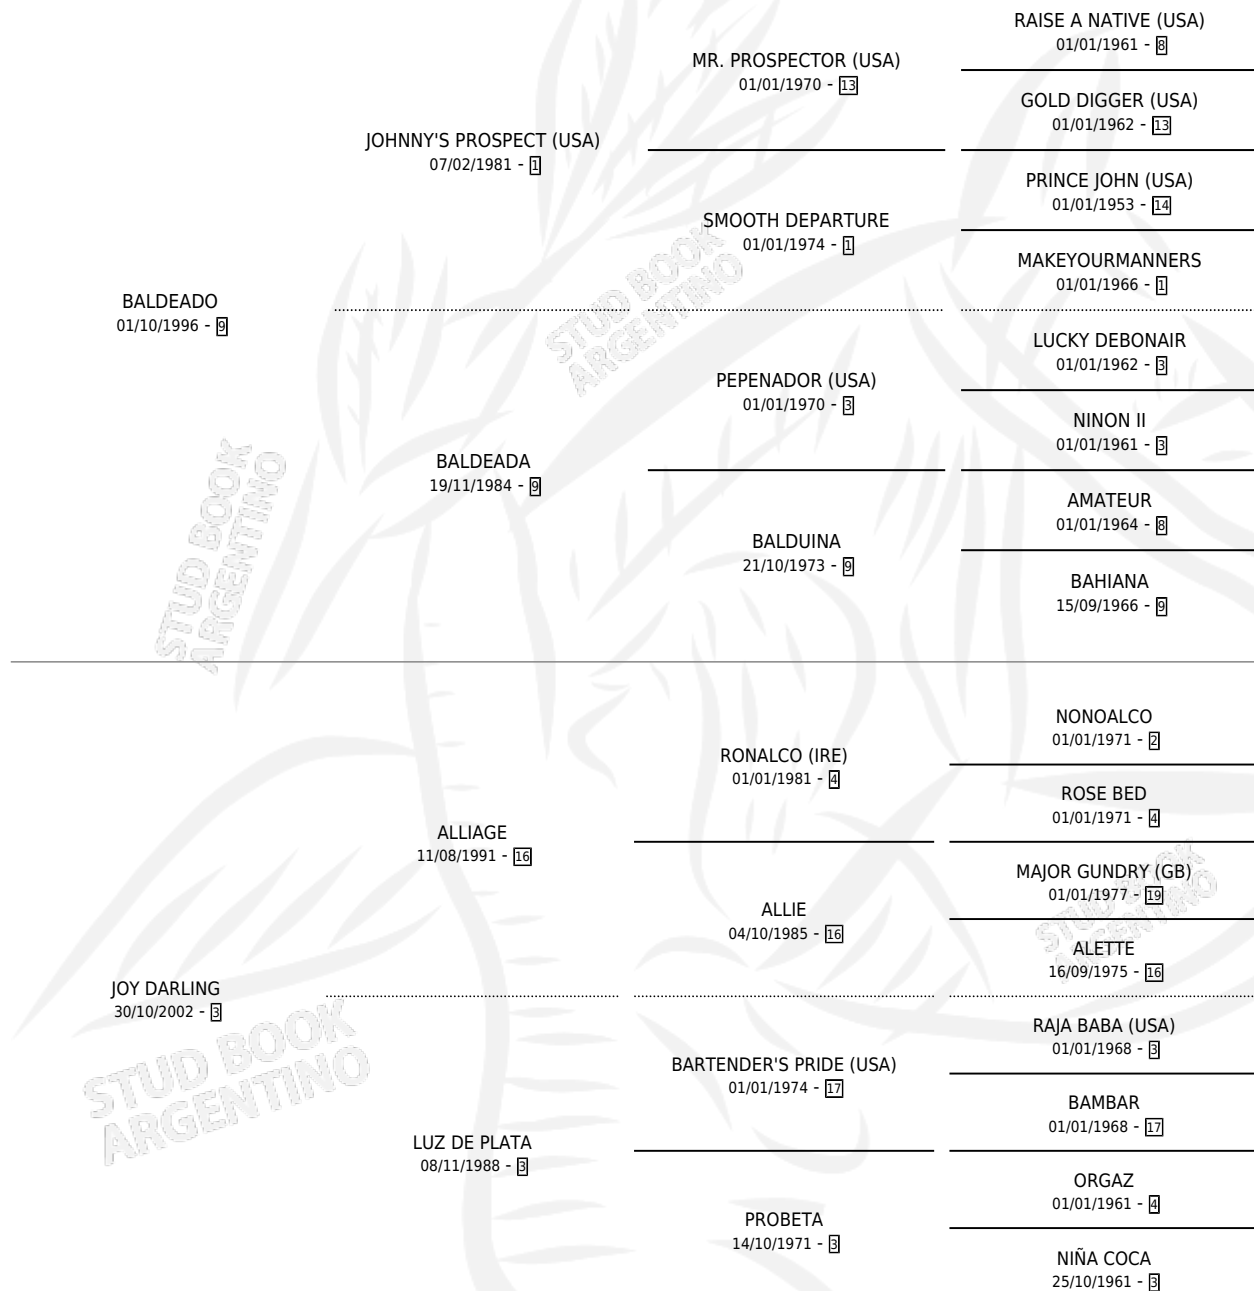 RAISE A NATIVE (USA)
01/01/1961 - 8
MR. PROSPECTOR (USA)
01/01/1970 - 13
GOLD DIGGER (USA)
01/01/1962 - 13
JOHNNY'S PROSPECT (USA)
07/02/1981 - 1
PRINCE JOHN (USA)
01/01/1953 - 14
SMOOTH DEPARTURE
01/01/1974 - 1
MAKEYOURMANNERS
01/01/1966 - 1
BALDEADO
01/10/1996 - 9
STUD BOOK
ARGENTINO
LUCKY DEBONAIR
01/01/1962 - 3
PEPENADOR (USA)
01/01/1970 - 3
NINON II
01/01/1961 - 3
BALDEADA
19/11/1984 - 9
AMATEUR
01/01/1964 - 8
BALDUINA
21/10/1973 - 9
BAHIANA
15/09/1966 - 9
STUD BOOK
ARGENTINO
NONOALCO
01/01/1971 - 2
RONALCO (IRE)
01/01/1981 - 4
ROSE BED
01/01/1971 - 4
ALLIAGE
11/08/1991 - 16
MAJOR GUNDRY (GB)
01/01/1977 - 19
ALLIE
04/10/1985 - 16
STUD BOOK
ARGENTINO
ALETTE
16/09/1975 - 16
JOY DARLING
30/10/2002 - 3
RAJA BABA (USA)
01/01/1968 - 3
BARTENDER'S PRIDE (USA)
01/01/1974 - 17
STUD BOOK
ARGENTINO
BAMBAR
01/01/1968 - 17
LUZ DE PLATA
08/11/1988 - 3
ORGAZ
01/01/1961 - 4
PROBETA
14/10/1971 - 3
NIÑA COCA
25/10/1961 - 3